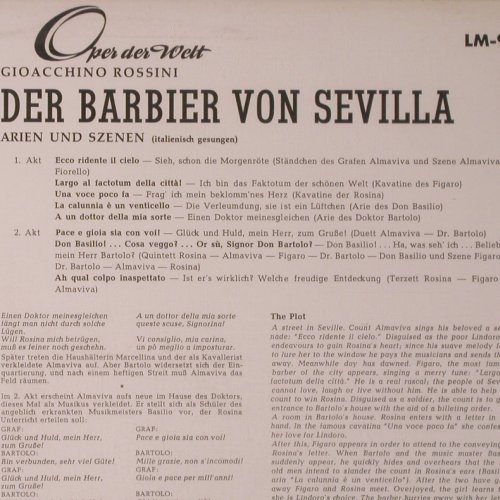 Oper der Welt
LM-
GIOACCHINO ROSSINI
DER BARBIER VON SEVILLA
ARIEN UND SZENEN (italienisch gesungen)
1. Akt Ecco ridente il cielo — Sieh, schon die Morgenröte (Ständchen des Grafen Almaviva und Szene Almaviva
Fiorello)
Largo al factotum della città! — Ich bin das Faktotum der schönen Welt (Kavatine des Figaro)
Una voce poco fa — Frag' ich mein beklomm'nes Herz (Kavatine der Rosina)
La calunnia è un venticello — Die Verleumdung, sie ist ein Lüftchen (Arie des Don Basilio)
A un dottor della mia sorte — Einen Doktor meinesgleichen (Arie des Doktor Bartolo)
2. Akt Pace e gioia sia con voi! — Glück und Huld, mein Herr, zum Gruße! (Duett Almaviva — Dr. Bartolo)
Don Basilio! . . . Cosa veggo? . . . Or sù, Signor Don Bartolo? — Don Basilio! . . . Ha, was seh' ich . . . Belieb
mein Herr Bartolo? (Quintett Rosina — Almaviva — Figaro — Dr. Bartolo — Don Basilio und Szene Figaro
Dr. Bartolo — Almaviva — Rosina)
Ah qual colpo inaspettato — Ist er's wirklich? Welche freudige Entdeckung (Terzett Rosina — Figaro
Almaviva)
Einen Doktor meinesgleichen
längt man nicht durch solche
Lügen.
Will Rosina mich betrügen,
muß es feiner noch geschehn.
A un dottor della mia sorte
queste scuse, Signorina!
Vi consiglio, mia carina,
un pò meglio a imposturar.
Später treten die Haushälterin Marcellina und der als Kavallerist
verkleidete Almaviva auf. Aber Bartolo widersetzt sich der Ein-
quartierung, und nach einem heftigen Streit muß Almaviva das
Feld räumen.
*
Im 2. Akt erscheint Almaviva aufs neue im Hause des Doktors,
dieses Mal als Musikus verkleidet. Er stellt sich als Schüler des
angeblich erkrankten Musikmeisters Basilio vor, der Rosina
Unterricht erteilen soll:
GRAF:
Glück und Huld, mein Herr,
zum Gruße!
BARTOLO:
Ein verbunden, sehr viel Güte!
GRAF:
Glück und Huld, mein Herr,
zum Gruße!
BARTOLO:
GRAF:
Pace e gioia sia con voi!
BARTOLO:
Mille grazie, non s'incomodi!
GRAF:
Gioia e pace per mill'anni!
BARTOLO:
The Plot
A street in Seville. Count Almaviva sings his beloved a se
nade: "Ecco ridente il cielo." Disguised as the poor Lindoro
endeavours to gain Rosina's heart; since his suave melody fa
to lure her to the window he pays the musicians and sends th
away. Meanwhile day has dawned. Figaro, the most fam
barber of the city appears, singing a merry tune: "Largo
factotum della città!" He is a real rascal; the people of Sev
cannot love, laugh or live without him. He is able to help
count to win Rosina. Disguised as a soldier, the count is to g
entrance to Bartolo's house with the aid of a billeting order.
A room in Bartolo's house. Rosina enters with a letter in
hand. In the famous cavatina "Una voce poco fa" she confes
her love for Lindoro.
After this, Figaro appears in order to attend to the conveying
Rosina's letter. When Bartolo and the music master Basi
suddenly appear, he quickly hides and overhears that the
old men intend to slander the count in Rosina's eyes (Basil
aria "La calunnia è un venticello"). After the two have g
away Figaro and Rosina meet. Overjoyed, the girl learns
she is Lindoro's choice. The barber hurries away with